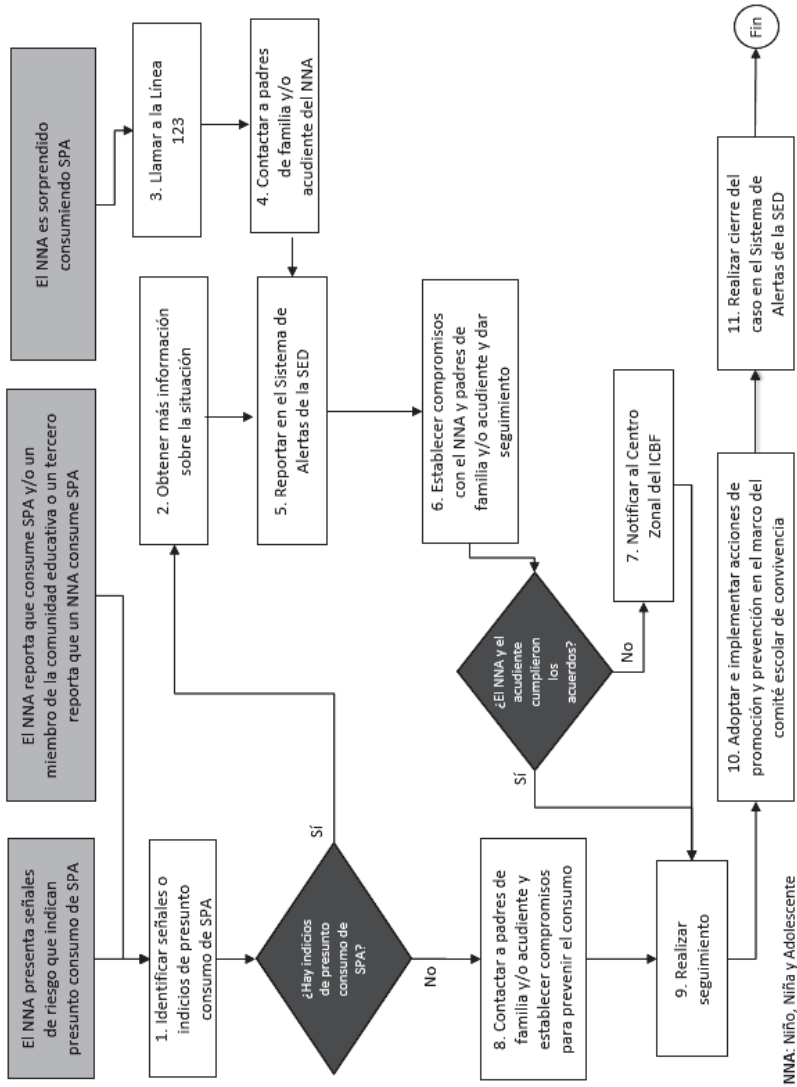 El NNA presenta señales
de riesgo que indican
presunto consumo de SPA
El NNA reporta que consume SPA y/o un
miembro de la comunidad educativa o un tercero
reporta que un NNA consume SPA
El NNA es sorprendido
consumiendo SPA
1. Identificar señales o
indicios de presunto
consumo de SPA
2. Obtener más información
sobre la situación
3. Llamar a la Línea
123
¿Hay indicios
de presunto
consumo de
SPA?
Sí
No
4. Contactar a padres
de familia y/o
acudiente del NNA
5. Reportar en el Sistema de
Alertas de la SED
6. Establecer compromisos
con el NNA y padres de
familia y/o acudiente y dar
seguimiento
¿El NNA y el
acudiente
cumplieron
los
acuerdos?
Sí
No
7. Notificar al Centro
Zonal del ICBF
8. Contactar a padres de
familia y/o acudiente y
establecer compromisos
para prevenir el consumo
9. Realizar
seguimiento
10. Adoptar e implementar acciones de
promoción y prevención en el marco del
comité escolar de convivencia
11. Realizar cierre del
caso en el Sistema de
Alertas de la SED
Fin
NNA: Niño, Niña y Adolescente